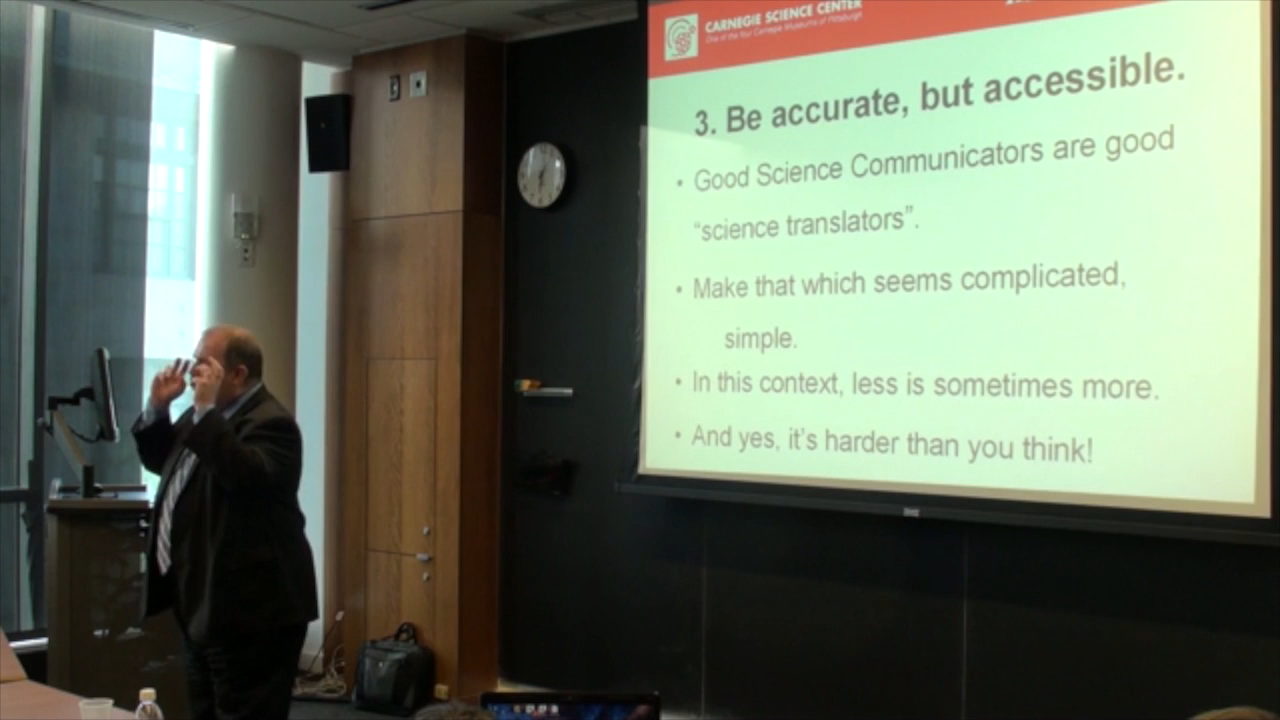 CARNEGIE SCIENCE CENTER
One of the four Carnegie Museums of Pittsburgh
3. Be accurate, but accessible.
• Good Science Communicators are good
“science translators”.
• Make that which seems complicated,
simple.
• In this context, less is sometimes more.
• And yes, it’s harder than you think!